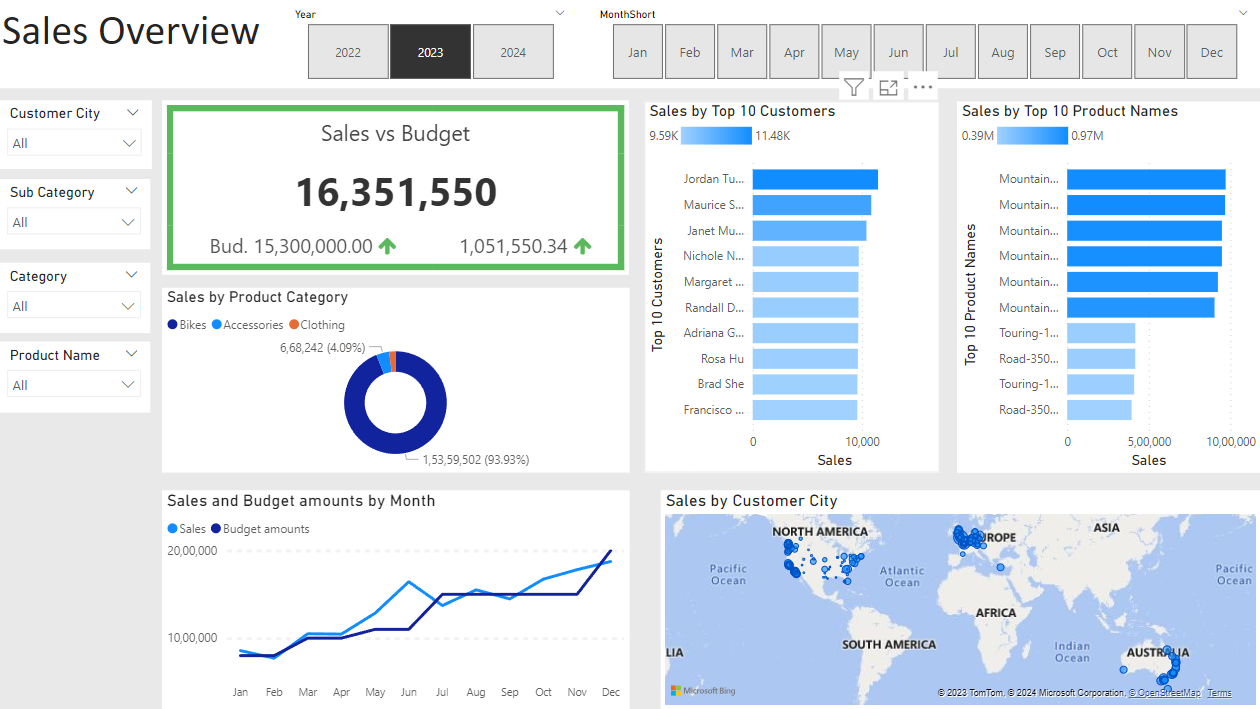 Sales Overview
Year
2022 2023 2024
MonthShort
Jan Feb Mar Apr May Jun Jul Aug Sep Oct Nov Dec
Customer City
All
Sub Category
All
Category
All
Product Name
All
Sales vs Budget
16,351,550
Bud. 15,300,000.00 1,051,550.34
Sales by Product Category
Bikes Accessories Clothing
6,68,242 (4.09%)
1,53,59,502 (93.93%)
Sales by Top 10 Customers
9.59K 11.48K
Top 10 Customers
Jordan Tu...
Maurice S...
Janet Mu...
Nichole N...
Margaret ...
Randall D...
Adriana G...
Rosa Hu
Brad She
Francisco ...
0 10,000
Sales
Sales by Top 10 Product Names
0.39M 0.97M
Top 10 Product Names
Mountain...
Mountain...
Mountain...
Mountain...
Mountain...
Mountain...
Touring-1...
Road-350...
Touring-1...
Road-350...
0 5,00,000 10,00,000
Sales
Sales and Budget amounts by Month
Sales Budget amounts
20,00,000
10,00,000
Jan Feb Mar Apr May Jun Jul Aug Sep Oct Nov Dec
Sales by Customer City
NORTH AMERICA
UROPE
ASIA
Pacific
Ocean
Atlantic
Ocean
Pacific
Ocean
AFRICA
SOUTH AMERICA
Indian
Ocean
LIA
AUSTRALIA
Microsoft Bing
© 2023 TomTom, © 2024 Microsoft Corporation, © OpenStreetMap Terms